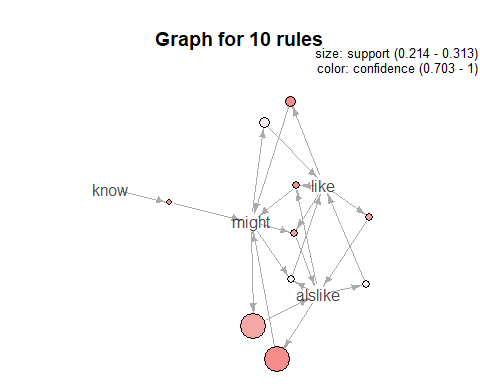 Graph for 10 rules
size: support (0.214 - 0.313)
color: confidence (0.703 - 1)
like
know
might
alslike